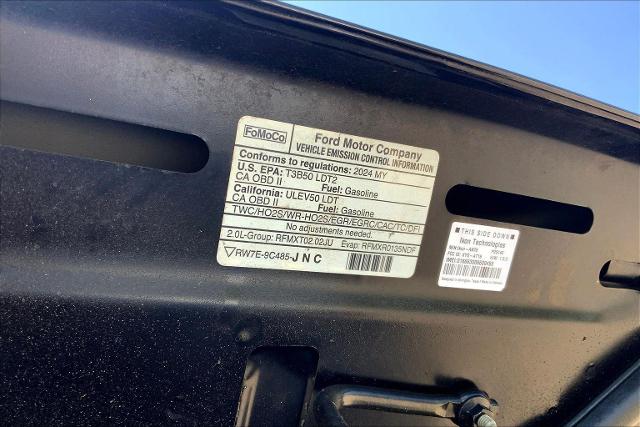 FoMoCo
Ford Motor Company
VEHICLE EMISSION CONTROL INFORMATION
Conforms to regulations: 2024 MY
U.S. EPA: T3B50 LDT2
CA OBD II Fuel: Gasoline
California: ULEV50 LDT
CA OBD II Fuel: Gasoline
TWC/HO2S/WR-HO2S/EGR/EGRC/CAC/TC/DFI
No adjustments needed.
2.0L-Group: RFMXT02.02JU Evap: RFMXR0135NDF
RW7E-9C485-JNC
THIS SIDE DOWN
Technologies